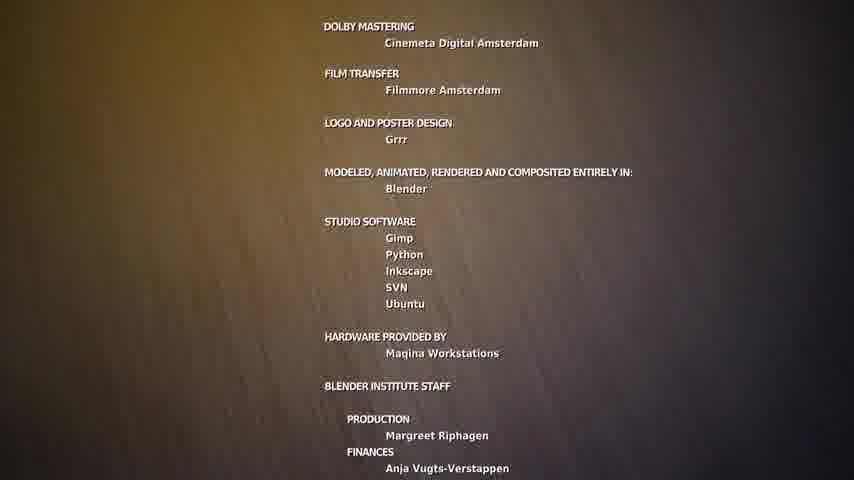 DOLBY MASTERING
Cinemeta Digital Amsterdam
FILM TRANSFER
Filmmore Amsterdam
LOGO AND POSTER DESIGN
Grrr
MODELED, ANIMATED, RENDERED AND COMPOSITED ENTIRELY IN:
Blender
STUDIO SOFTWARE
Gimp
Python
Inkscape
SVN
Ubuntu
HARDWARE PROVIDED BY
Maqina Workstations
BLENDER INSTITUTE STAFF
PRODUCTION
Margreet Riphagen
FINANCES
Anja Vugts-Verstappen